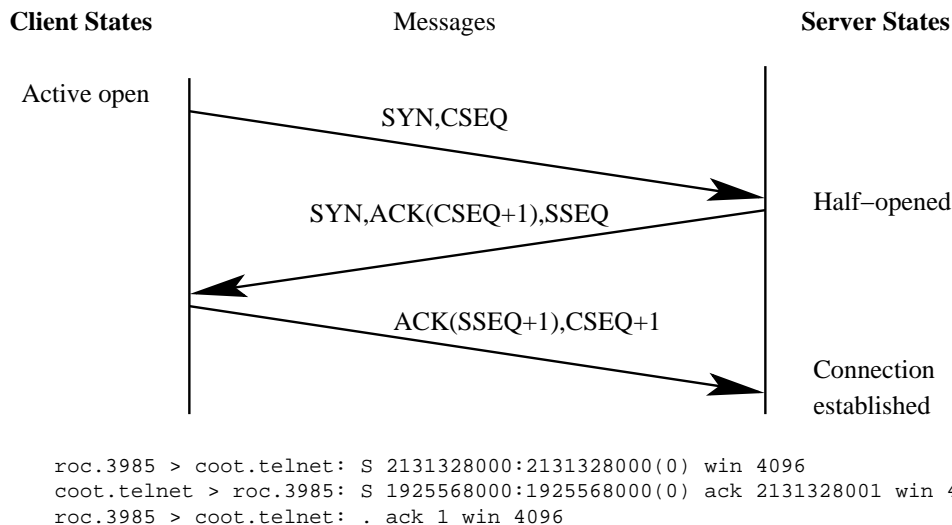 Client States Messages Server States
Active open
SYN,CSEQ
Half−opened
SYN,ACK(CSEQ+1),SSEQ
ACK(SSEQ+1),CSEQ+1
Connection
established
roc.3985 > coot.telnet: S 2131328000:2131328000(0) win 4096
coot.telnet > roc.3985: S 1925568000:1925568000(0) ack 2131328001 win
roc.3985 > coot.telnet: . ack 1 win 4096